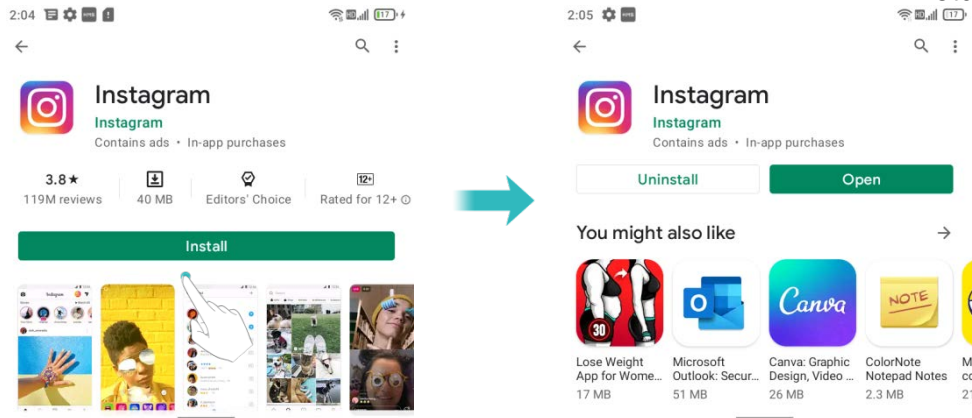 2:04
17
Instagram
Instagram
Contains ads • In-app purchases
3.8★
119M reviews
40 MB
Editors' Choice
12+
Rated for 12+
Install
Instagram
2:05
17
Instagram
Instagram
Contains ads • In-app purchases
Uninstall
Open
You might also like
30
Lose Weight
App for Wome...
17 MB
O
Microsoft
Outlook: Secur...
51 MB
Canva
Canva: Graphic
Design, Video ...
26 MB
NOTE
ColorNote
Notepad Notes
2.3 MB